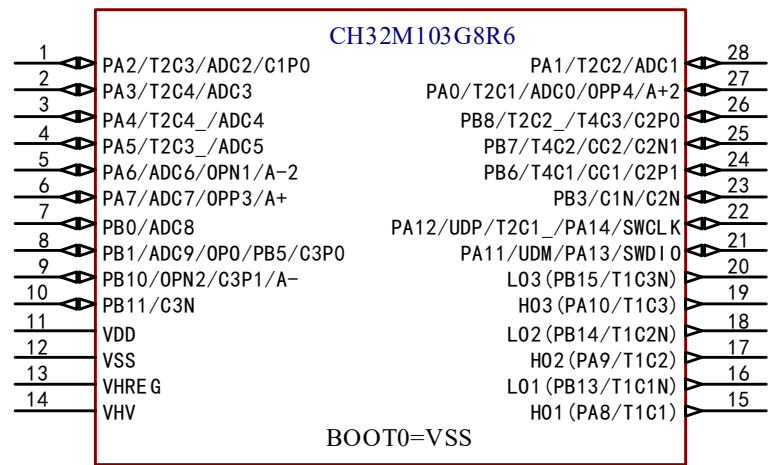 CH32M103G8R6
1 PA2/T2C3/ADC2/C1P0 PA1/T2C2/ADC1 28
2 PA3/T2C4/ADC3 PA0/T2C1/ADC0/OPP4/A+2 27
3 PA4/T2C4_/ADC4 PB8/T2C2_/T4C3/C2P0 26
4 PA5/T2C3_/ADC5 PB7/T4C2/CC2/C2N1 25
5 PA6/ADC6/OPN1/A-2 PB6/T4C1/CC1/C2P1 24
6 PA7/ADC7/OPP3/A+ PB3/C1N/C2N 23
7 PB0/ADC8 PA12/UDP/T2C1_/PA14/SWCLK 22
8 PB1/ADC9/OP0/PB5/C3P0 PA11/UDM/PA13/SWDIO 21
9 PB10/OPN2/C3P1/A- LO3(PB15/T1C3N) 20
10 PB11/C3N HO3(PA10/T1C3) 19
11 VDD LO2(PB14/T1C2N) 18
12 VSS HO2(PA9/T1C2) 17
13 VHREG LO1(PB13/T1C1N) 16
14 VHV HO1(PA8/T1C1) 15
BOOT0=VSS